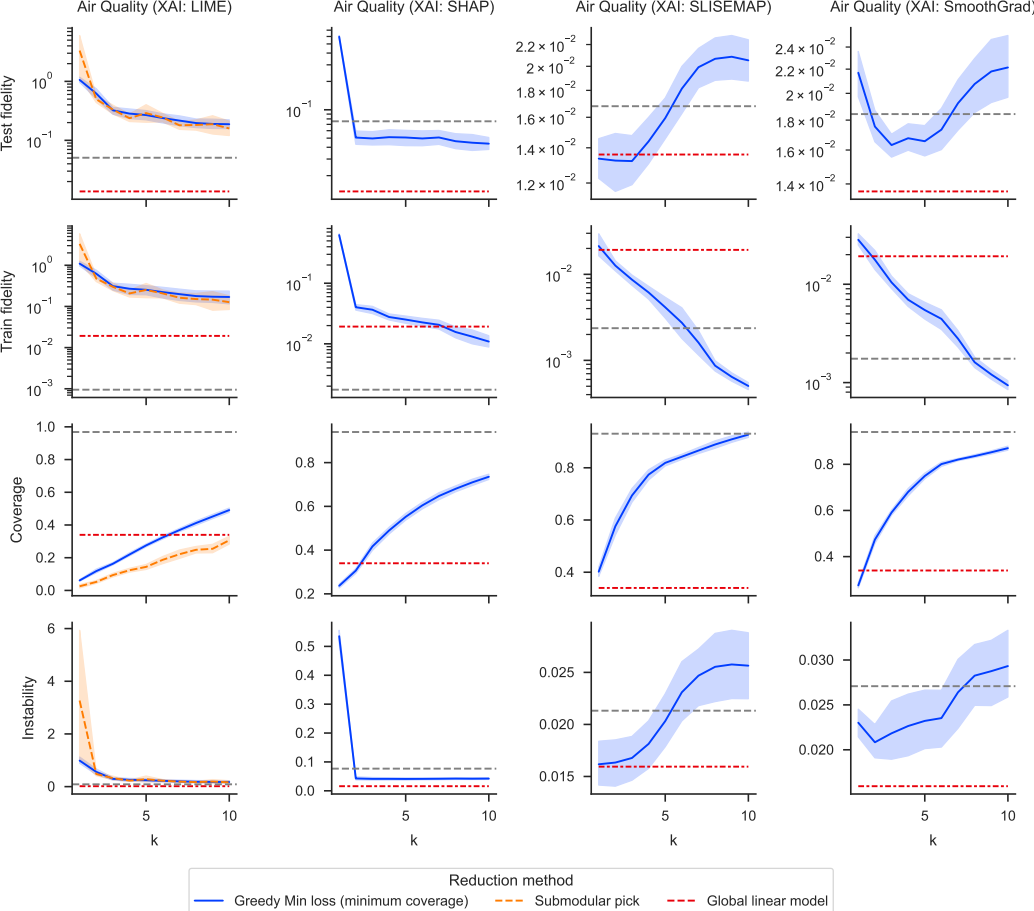 Air Quality (XAI: LIME) Air Quality (XAI: SHAP) Air Quality (XAI: SLISEMAP) Air Quality (XAI: SmoothGrad)
Test fidelity
10⁰
10⁻¹
10⁻¹
2.2 × 10⁻²
2 × 10⁻²
1.8 × 10⁻²
1.6 × 10⁻²
1.4 × 10⁻²
1.2 × 10⁻²
2.4 × 10⁻²
2.2 × 10⁻²
2 × 10⁻²
1.8 × 10⁻²
1.6 × 10⁻²
1.4 × 10⁻²
Train fidelity
10⁰
10⁻¹
10⁻²
10⁻³
10⁻¹
10⁻²
10⁻²
10⁻³
10⁻²
10⁻³
Coverage
1.0
0.8
0.6
0.4
0.2
0.0
0.8
0.6
0.4
0.2
0.8
0.6
0.4
0.8
0.6
0.4
Instability
6
4
2
0
0.5
0.4
0.3
0.2
0.1
0.0
0.025
0.020
0.015
0.030
0.025
0.020
5 10 5 10 5 10 5 10
k k k k
Reduction method
Greedy Min loss (minimum coverage) Submodular pick Global linear model